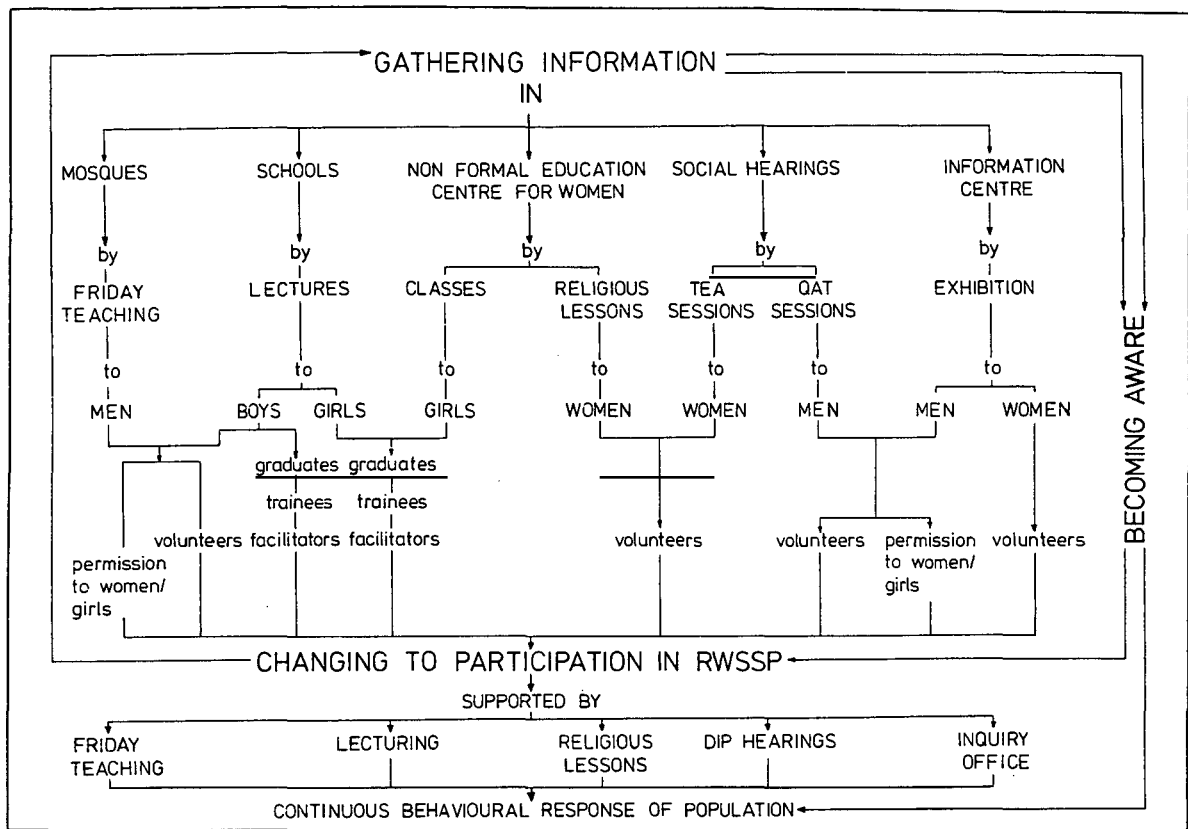 GATHERING INFORMATION
IN
MOSQUES
SCHOOLS
NON FORMAL EDUCATION
CENTRE FOR WOMEN
SOCIAL HEARINGS
INFORMATION
CENTRE
by
by
by
by
by
FRIDAY
TEACHING
LECTURES
CLASSES
RELIGIOUS
LESSONS
TEA
SESSIONS
QAT
SESSIONS
EXHIBITION
to
to
to
to
to
to
to
MEN
BOYS
GIRLS
GIRLS
WOMEN
WOMEN
MEN
MEN
WOMEN
graduates
graduates
trainees
trainees
permission
to women/
girls
volunteers
facilitators
facilitators
volunteers
volunteers
permission
to women/
girls
volunteers
BECOMING AWARE
CHANGING TO PARTICIPATION IN RWSSP
SUPPORTED BY
FRIDAY
TEACHING
LECTURING
RELIGIOUS
LESSONS
DIP HEARINGS
INQUIRY
OFFICE
CONTINUOUS BEHAVIOURAL RESPONSE OF POPULATION